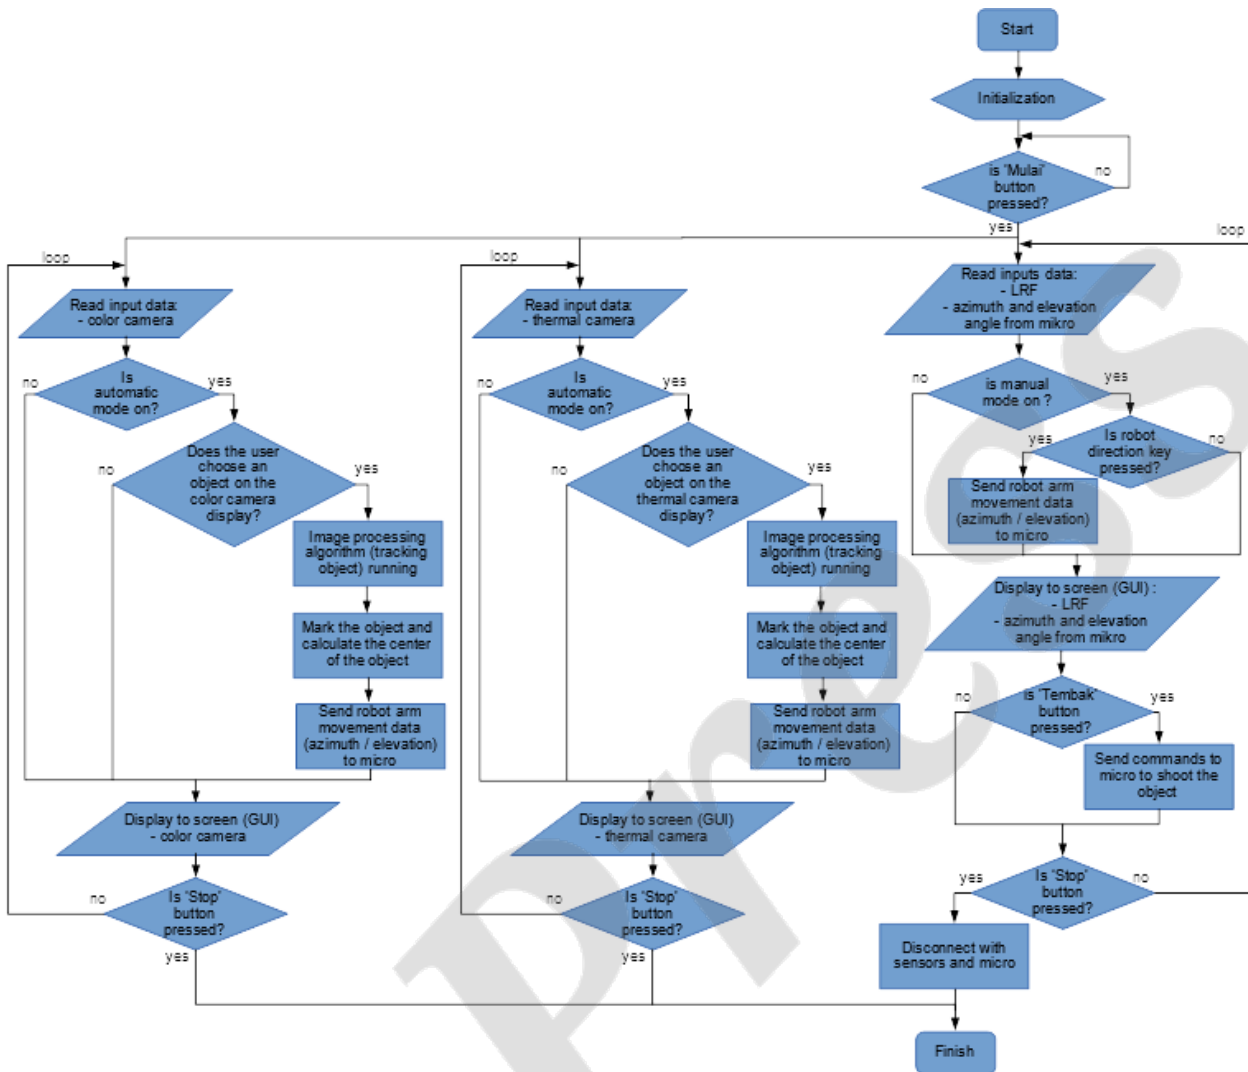 Start
Initialization
is 'Mulai'
button
pressed?
no
yes
loop
loop
loop
Read input data:
- color camera
Read input data:
- thermal camera
Read inputs data:
- LRF
- azimuth and elevation
angle from mikro
no
Is
automatic
mode on?
yes
no
Is
automatic
mode on?
yes
no
is manual
mode on ?
yes
no
Does the user
choose an
object on the
color camera
display?
yes
no
Does the user
choose an
object on the
thermal camera
display?
yes
yes
Is robot
direction key
pressed?
no
Send robot arm
movement data
(azimuth / elevation)
to micro
Image processing
algorithm (tracking
object) running
Image processing
algorithm (tracking
object) running
Display to screen (GUI) :
- LRF
- azimuth and elevation
angle from mikro
Mark the object and
calculate the center
of the object
Mark the object and
calculate the center
of the object
no
is 'Tembak'
button
pressed?
yes
Send robot arm
movement data
(azimuth / elevation)
to micro
Send robot arm
movement data
(azimuth / elevation)
to micro
Send commands to
micro to shoot the
object
Display to screen (GUI)
- color camera
Display to screen (GUI)
- thermal camera
no
Is 'Stop'
button
pressed?
yes
no
Is 'Stop'
button
pressed?
yes
yes
Is 'Stop'
button
pressed?
no
Disconnect with
sensors and micro
Finish
Press